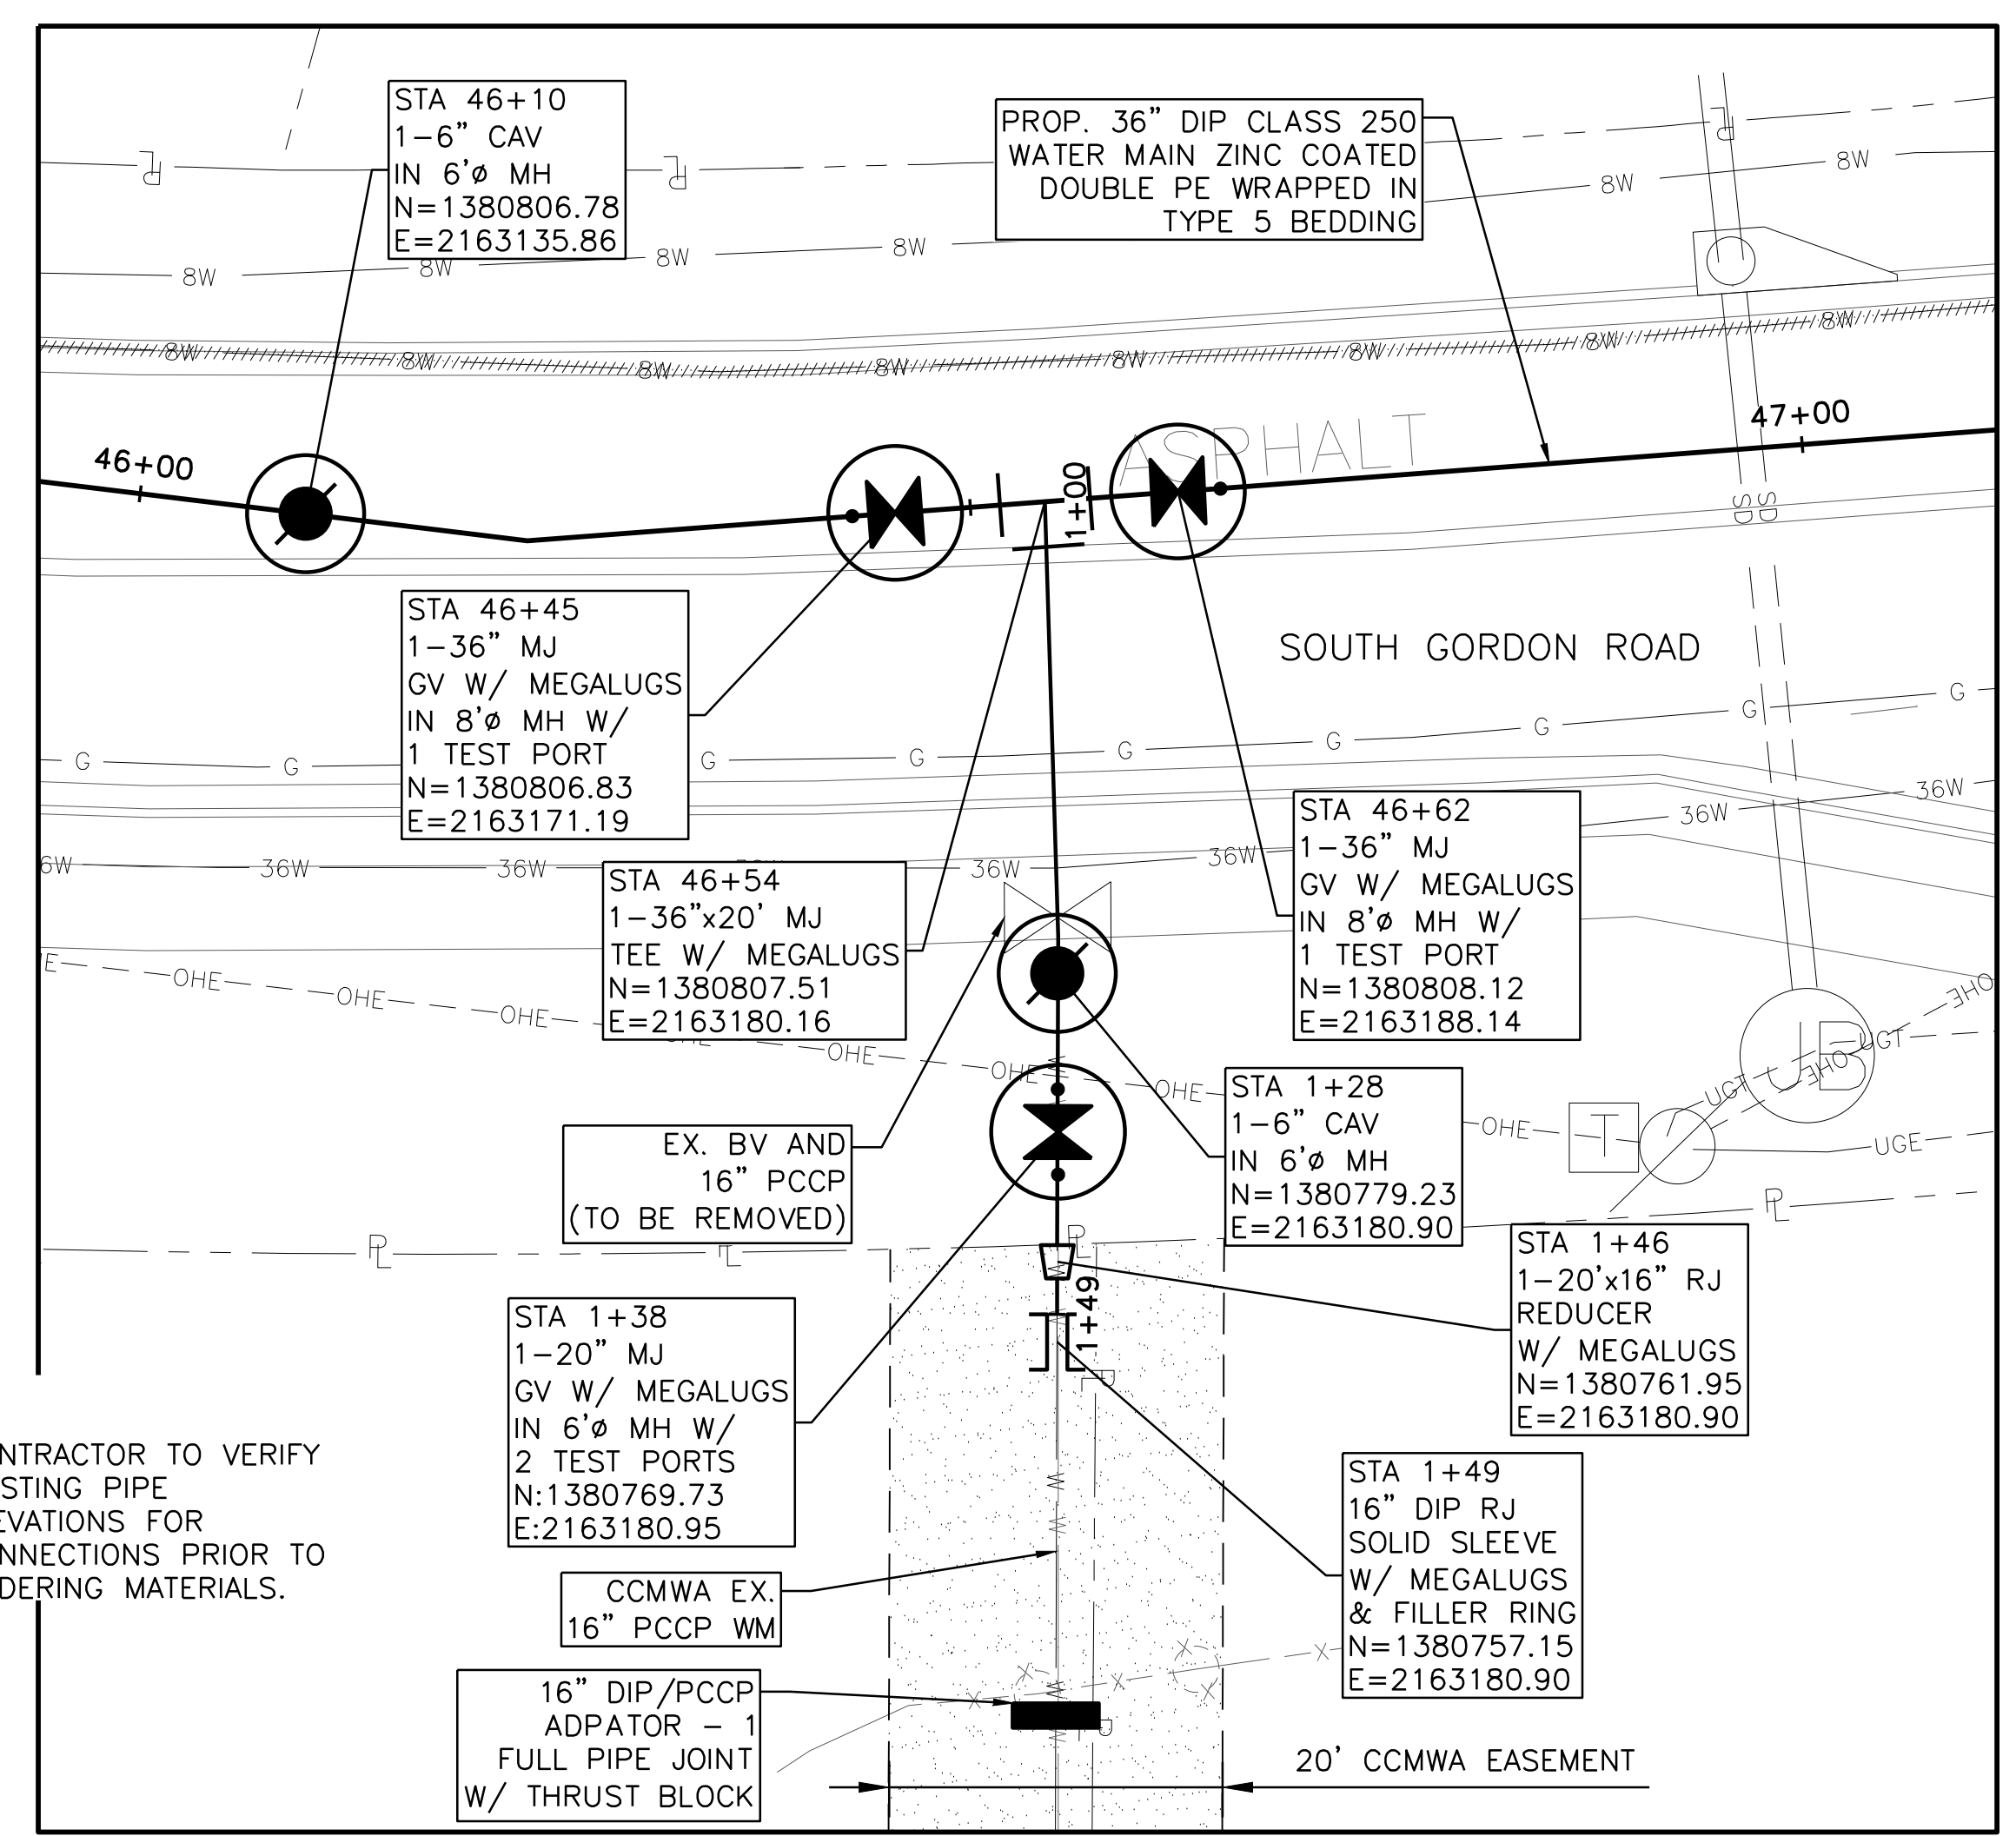 STA 46+10
1-6" CAV
IN 6'ø MH
N=1380806.78
E=2163135.86
PROP. 36" DIP CLASS 250
WATER MAIN ZINC COATED
DOUBLE PE WRAPPED IN
TYPE 5 BEDDING
8W 8W 8W 8W 8W 8W
8W 8W 8W 8W 8W 8W 8W 8W
ASPHALT
46+00
1+00
47+00
SD SD
STA 46+45
1-36" MJ
GV W/ MEGALUGS
IN 8'ø MH W/
1 TEST PORT
N=1380806.83
E=2163171.19
SOUTH GORDON ROAD
G G G G G G G G
STA 46+62
1-36" MJ
GV W/ MEGALUGS
IN 8'ø MH W/
1 TEST PORT
N=1380808.12
E=2163188.14
6W 36W 36W 36W 36W 36W 36W
STA 46+54
1-36"x20' MJ
TEE W/ MEGALUGS
N=1380807.51
E=2163180.16
E OHE OHE OHE OHE OHE OHE OHE OHE OHE
UGT UGT
JB
T
UGE
PL PL PL
EX. BV AND
16" PCCP
(TO BE REMOVED)
STA 1+28
1-6" CAV
IN 6'ø MH
N=1380779.23
E=2163180.90
STA 1+46
1-20'x16" RJ
REDUCER
W/ MEGALUGS
N=1380761.95
E=2163180.90
STA 1+38
1-20" MJ
GV W/ MEGALUGS
IN 6'ø MH W/
2 TEST PORTS
N:1380769.73
E:2163180.95
1+49
STA 1+49
16" DIP RJ
SOLID SLEEVE
W/ MEGALUGS
& FILLER RING
N=1380757.15
E=2163180.90
NTRACTOR TO VERIFY
STING PIPE
EVATIONS FOR
NNECTIONS PRIOR TO
DERING MATERIALS.
CCMWA EX.
16" PCCP WM
16" DIP/PCCP
ADPATOR - 1
FULL PIPE JOINT
W/ THRUST BLOCK
X X X X X X
20' CCMWA EASEMENT